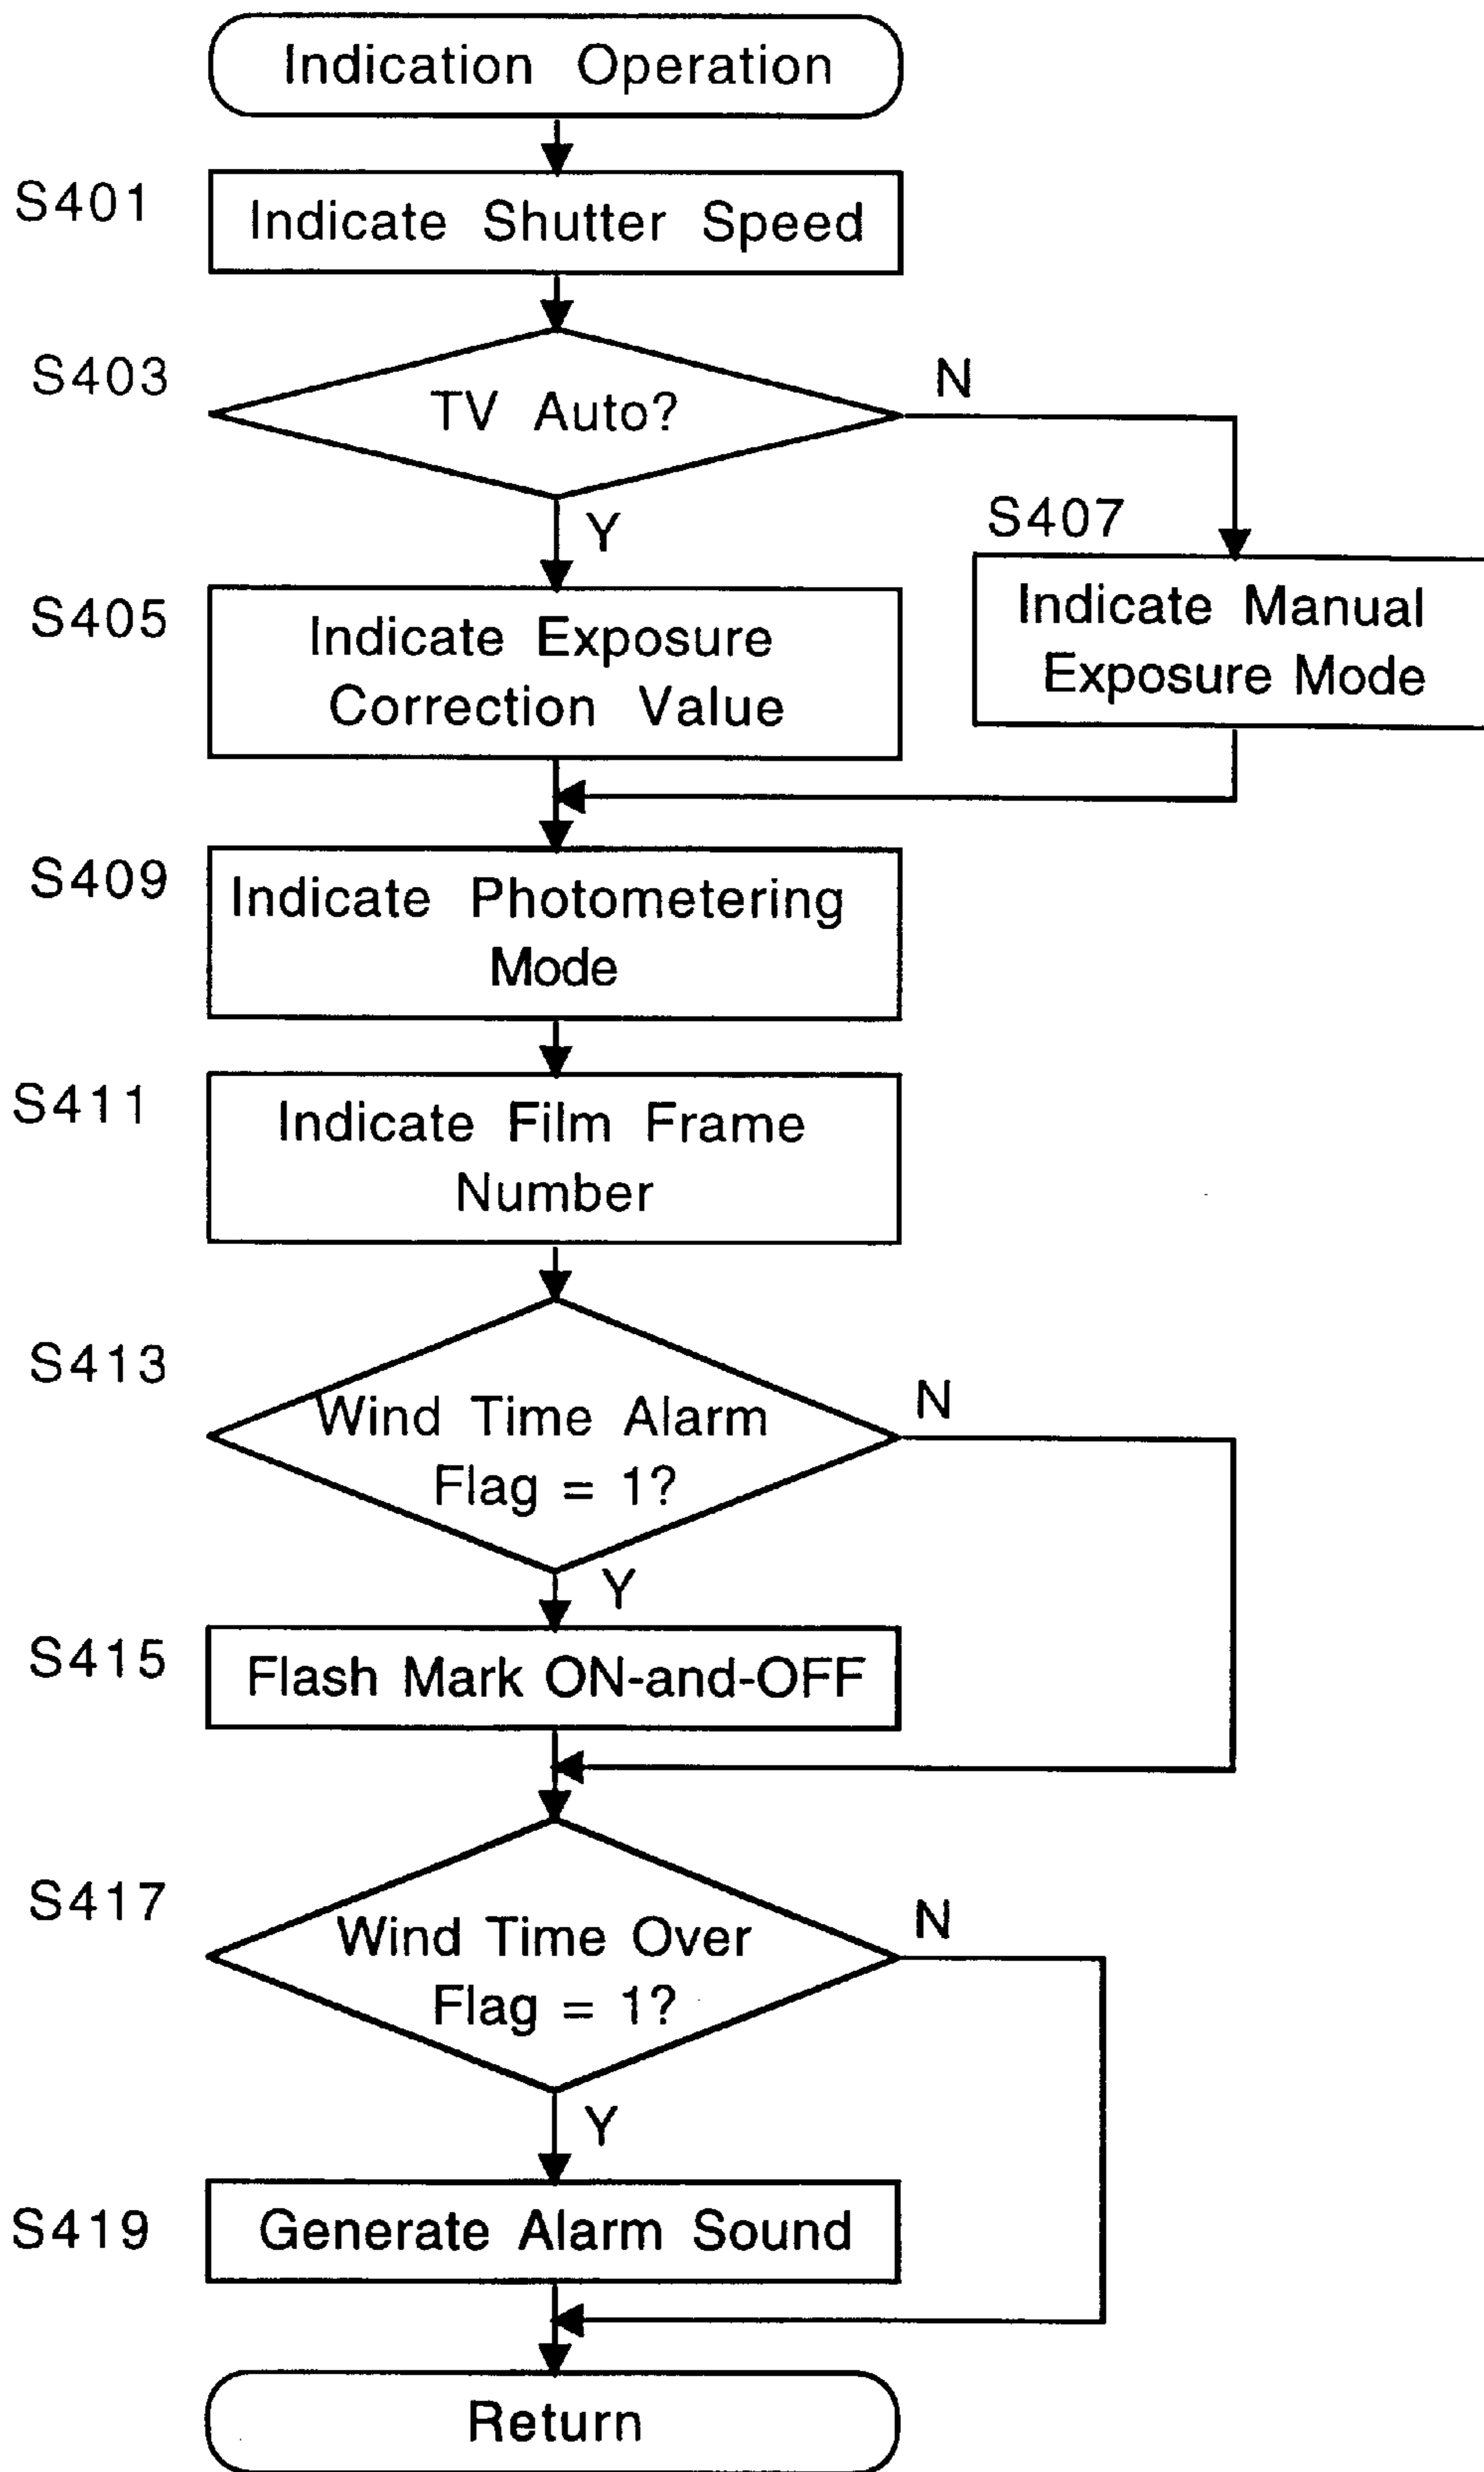 Indication Operation
S401
Indicate Shutter Speed
S403
TV Auto?
N
Y
S407
Indicate Manual
Exposure Mode
S405
Indicate Exposure
Correction Value
S409
Indicate Photometering
Mode
S411
Indicate Film Frame
Number
S413
Wind Time Alarm
Flag = 1?
N
Y
S415
Flash Mark ON-and-OFF
S417
Wind Time Over
Flag = 1?
N
Y
S419
Generate Alarm Sound
Return